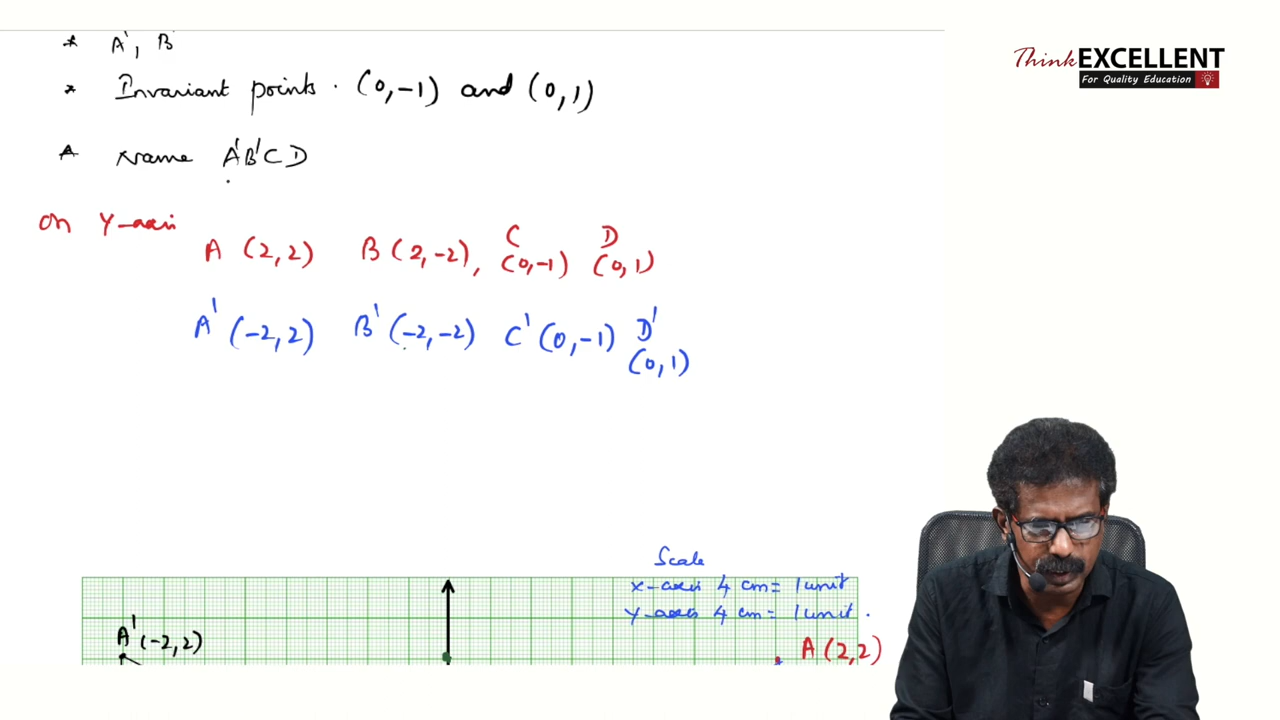 * A', B'
* Invariant points. (0,-1) and (0,1)
* Name A'B'CD
On Y-axis
A (2,2) B (2,-2), C (0,-1) D (0,1)
A' (-2,2) B' (-2,-2) C' (0,-1) D' (0,1)
Scale
x-axis 4 cm = 1 unit
y-axis 4 cm = 1 unit.
A' (-2,2)
A (2,2)
Think EXCELLENT
For Quality Education